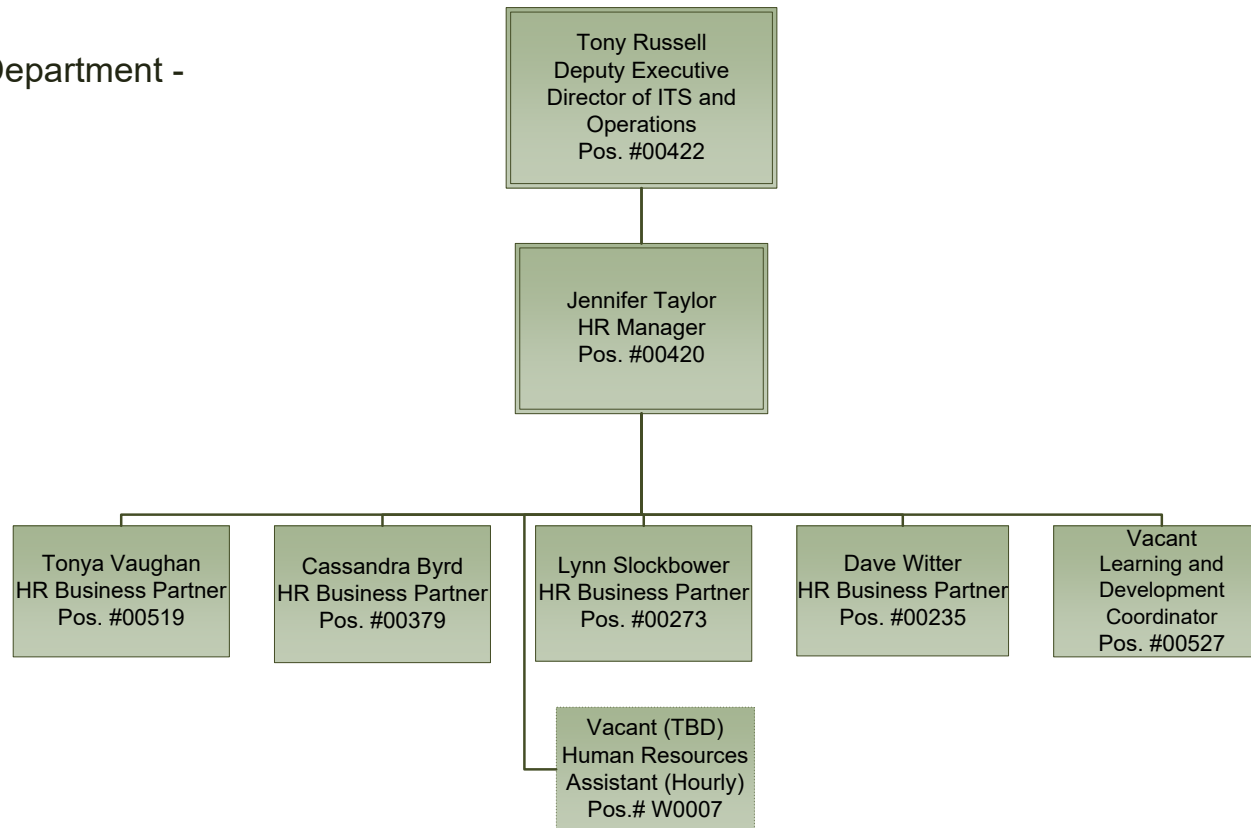 Department -
Tony Russell
Deputy Executive
Director of ITS and
Operations
Pos. #00422
Jennifer Taylor
HR Manager
Pos. #00420
Tonya Vaughan
HR Business Partner
Pos. #00519
Cassandra Byrd
HR Business Partner
Pos. #00379
Lynn Slockbower
HR Business Partner
Pos. #00273
Dave Witter
HR Business Partner
Pos. #00235
Vacant
Learning and
Development
Coordinator
Pos. #00527
Vacant (TBD)
Human Resources
Assistant (Hourly)
Pos.# W0007